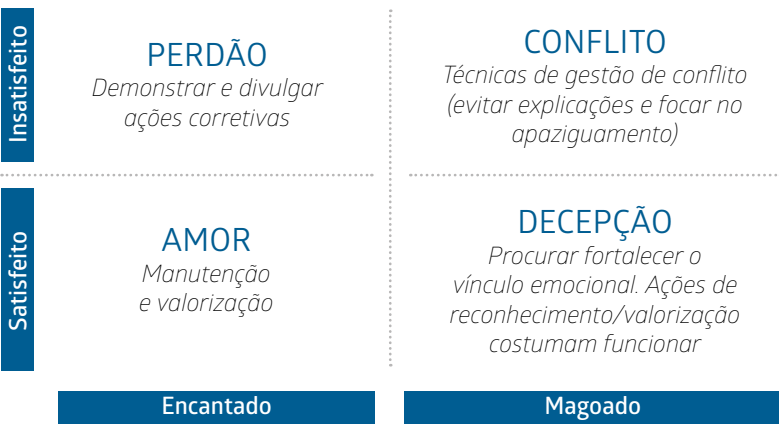 Insatisfeito
PERDÃO
Demonstrar e divulgar
ações corretivas
CONFLITO
Técnicas de gestão de conflito
(evitar explicações e focar no
apaziguamento)
Satisfeito
AMOR
Manutenção
e valorização
DECEPÇÃO
Procurar fortalecer o
vínculo emocional. Ações de
reconhecimento/valorização
costumam funcionar
Encantado
Magoado